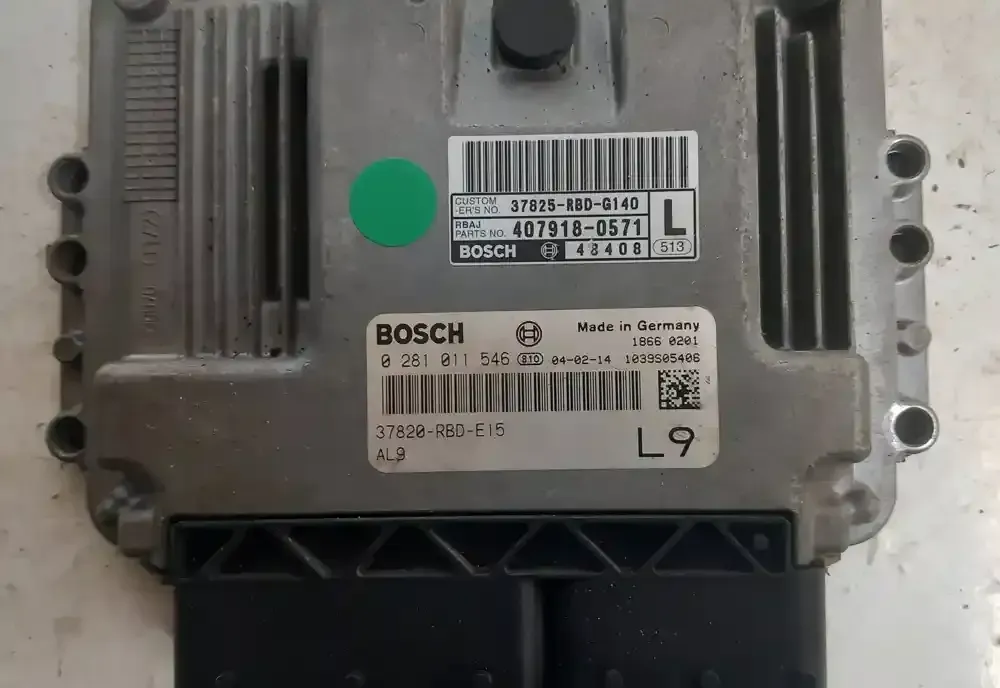 CUSTOM
-ER'S NO. 37825-RBD-G140
RBAJ
PARTS NO. 407918-0571
L
BOSCH 48408 513
BOSCH Made in Germany
1866 0201
0 281 011 546 810 04-02-14 1039S05406
37820-RBD-E15
AL9
L9